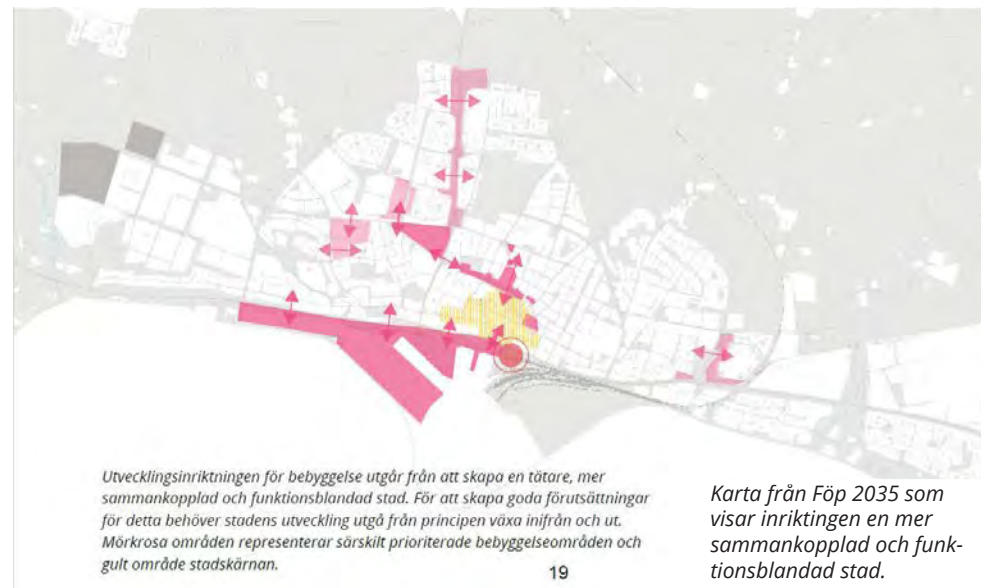 Utvecklingsinriktningen för bebyggelse utgår från att skapa en tätare, mer
sammankopplad och funktionsblandad stad. För att skapa goda förutsättningar
för detta behöver stadens utveckling utgå från principen växa inifrån och ut.
Mörkrosa områden representerar särskilt prioriterade bebyggelseområden och
gult område stadskärnan.
19
Karta från Föp 2035 som
visar inriktingen en mer
sammankopplad och funk-
tionsblandad stad.